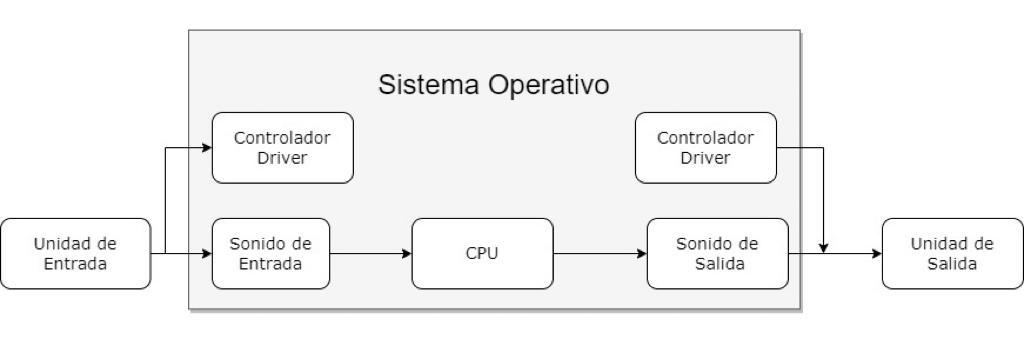 Sistema Operativo
Controlador
Driver
Controlador
Driver
Unidad de
Entrada
Sonido de
Entrada
CPU
Sonido de
Salida
Unidad de
Salida